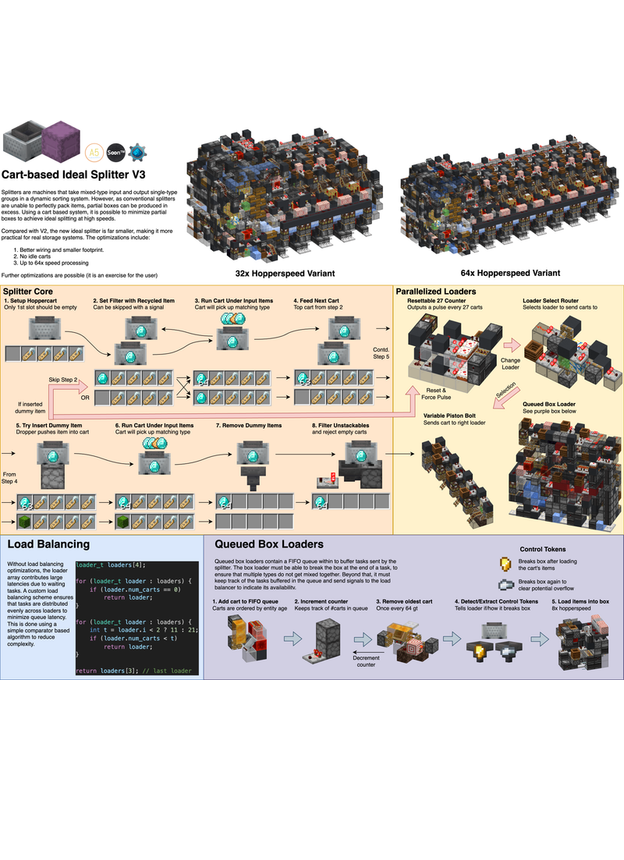 A5
Soon™
Cart-based Ideal Splitter V3
Splitters are machines that take mixed-type input and output single-type
groups in a dynamic sorting system. However, as conventional splitters
are unable to perfectly pack items, partial boxes can be produced in
excess. Using a cart based system, it is possible to minimize partial
boxes to achieve ideal splitting at high speeds.
Compared with V2, the new ideal splitter is far smaller, making it more
practical for real storage systems. The optimizations include:
1. Better wiring and smaller footprint.
2. No idle carts
3. Up to 64x speed processing
Further optimizations are possible (it is an exercise for the user)
32x Hopperspeed Variant
64x Hopperspeed Variant
Splitter Core
1. Setup Hoppercart
Only 1st slot should be empty
2. Set Filter with Recycled Item
Can be skipped with a signal
3. Run Cart Under Input Items
Cart will pick up matching type
4. Feed Next Cart
Top cart from step 2
Contd.
Step 5
Skip Step 2
OR
If inserted
dummy item
5. Try Insert Dummy Item
Dropper pushes item into cart
6. Run Cart Under Input Items
Cart will pick up matching type
7. Remove Dummy Items
8. Filter Unstackables
and reject empty carts
From
Step 4
Parallelized Loaders
Resettable 27 Counter
Outputs a pulse every 27 carts
Loader Select Router
Selects loader to send carts to
Change
Loader
Reset &
Force Pulse
Selection
Variable Piston Bolt
Sends cart to right loader
Queued Box Loader
See purple box below
Load Balancing
Without load balancing
optimizations, the loader
array contributes large
latencies due to waiting
tasks. A custom load
balancing scheme ensures
that tasks are distributed
evenly across loaders to
minimize queue latency.
This is done using a
simple comparator based
algorithm to reduce
complexity.
loader_t loaders[4];
for (loader_t loader : loaders) {
if (loader.num_carts == 0)
return loader;
}
for (loader_t loader : loaders) {
int t = loader.i < 2 ? 11 : 21;
if (loader.num_carts < t)
return loader;
}
return loaders[3]; // last loader
Queued Box Loaders
Queued box loaders contain a FIFO queue within to buffer tasks sent by the
splitter. The box loader must be able to break the box at the end of a task, to
ensure that multiple types do not get mixed together. Beyond that, it must
keep track of the tasks buffered in the queue and send signals to the load
balancer to indicate its availability.
Control Tokens
Breaks box after loading
the cart's items
Breaks box again to
clear potential overflow
1. Add cart to FIFO queue
Carts are ordered by entity age
2. Increment counter
Keeps track of #carts in queue
3. Remove oldest cart
Once every 64 gt
4. Detect/Extract Control Tokens
Tells loader if/how it breaks box
5. Load items into box
8x hopperspeed
Decrement
counter